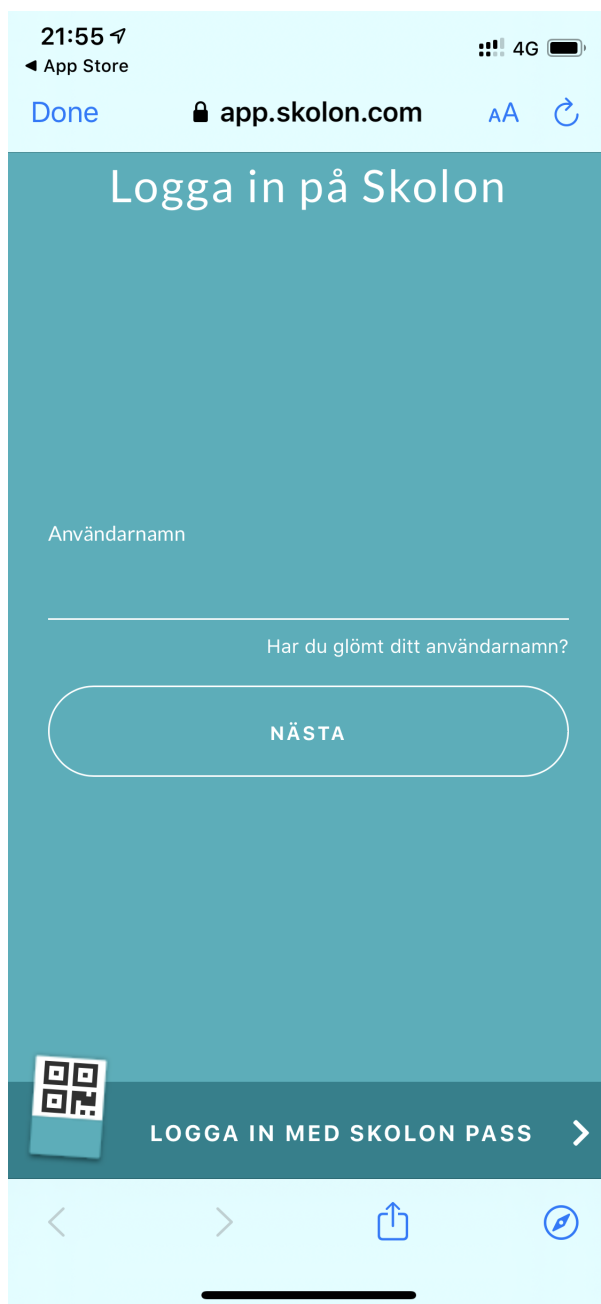 21:55
4G
◀ App Store
Done
app.skolon.com
AA
Logga in på Skolon
Användarnamn
Har du glömt ditt användarnamn?
NÄSTA
LOGGA IN MED SKOLON PASS